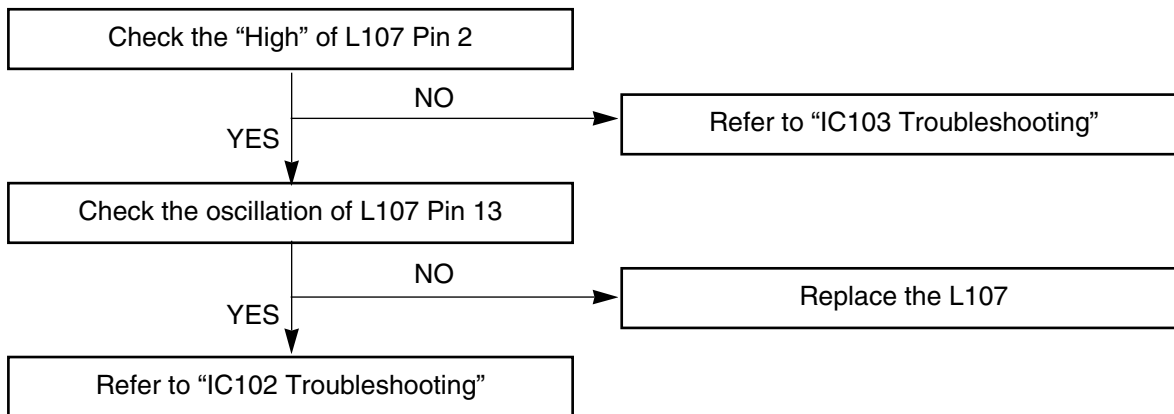 Check the “High” of L107 Pin 2
NO
Refer to “IC103 Troubleshooting”
YES
Check the oscillation of L107 Pin 13
NO
Replace the L107
YES
Refer to “IC102 Troubleshooting”